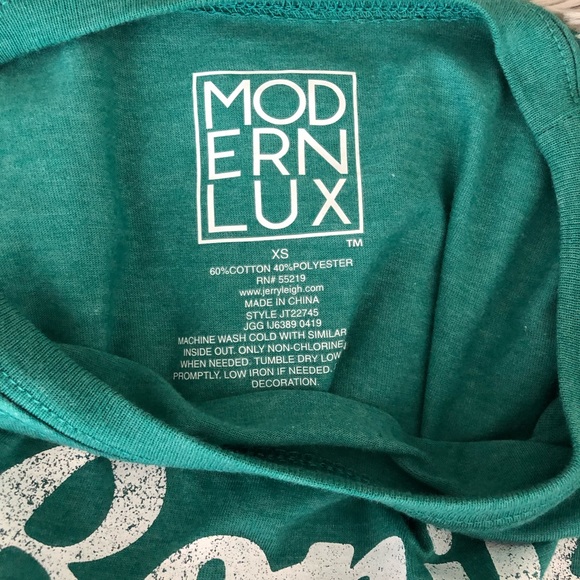 MOD
ERN
LUX
TM
XS
60%COTTON 40%POLYESTER
RN# 55219
www.jerryleigh.com
MADE IN CHINA
STYLE JT22745
JGG IJ6389 0419
MACHINE WASH COLD WITH SIMILAR
INSIDE OUT. ONLY NON-CHLORINE
WHEN NEEDED. TUMBLE DRY LOW
PROMPTLY. LOW IRON IF NEEDED.
DECORATION.